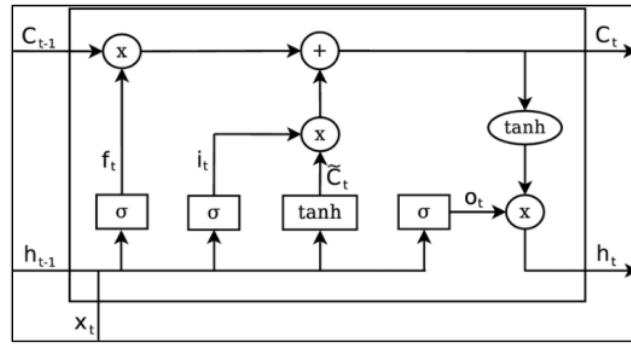 C_{t-1} x + C_t
tanh
x
f_t i_t C̃_t
σ σ tanh σ o_t x
h_{t-1} h_t
x_t